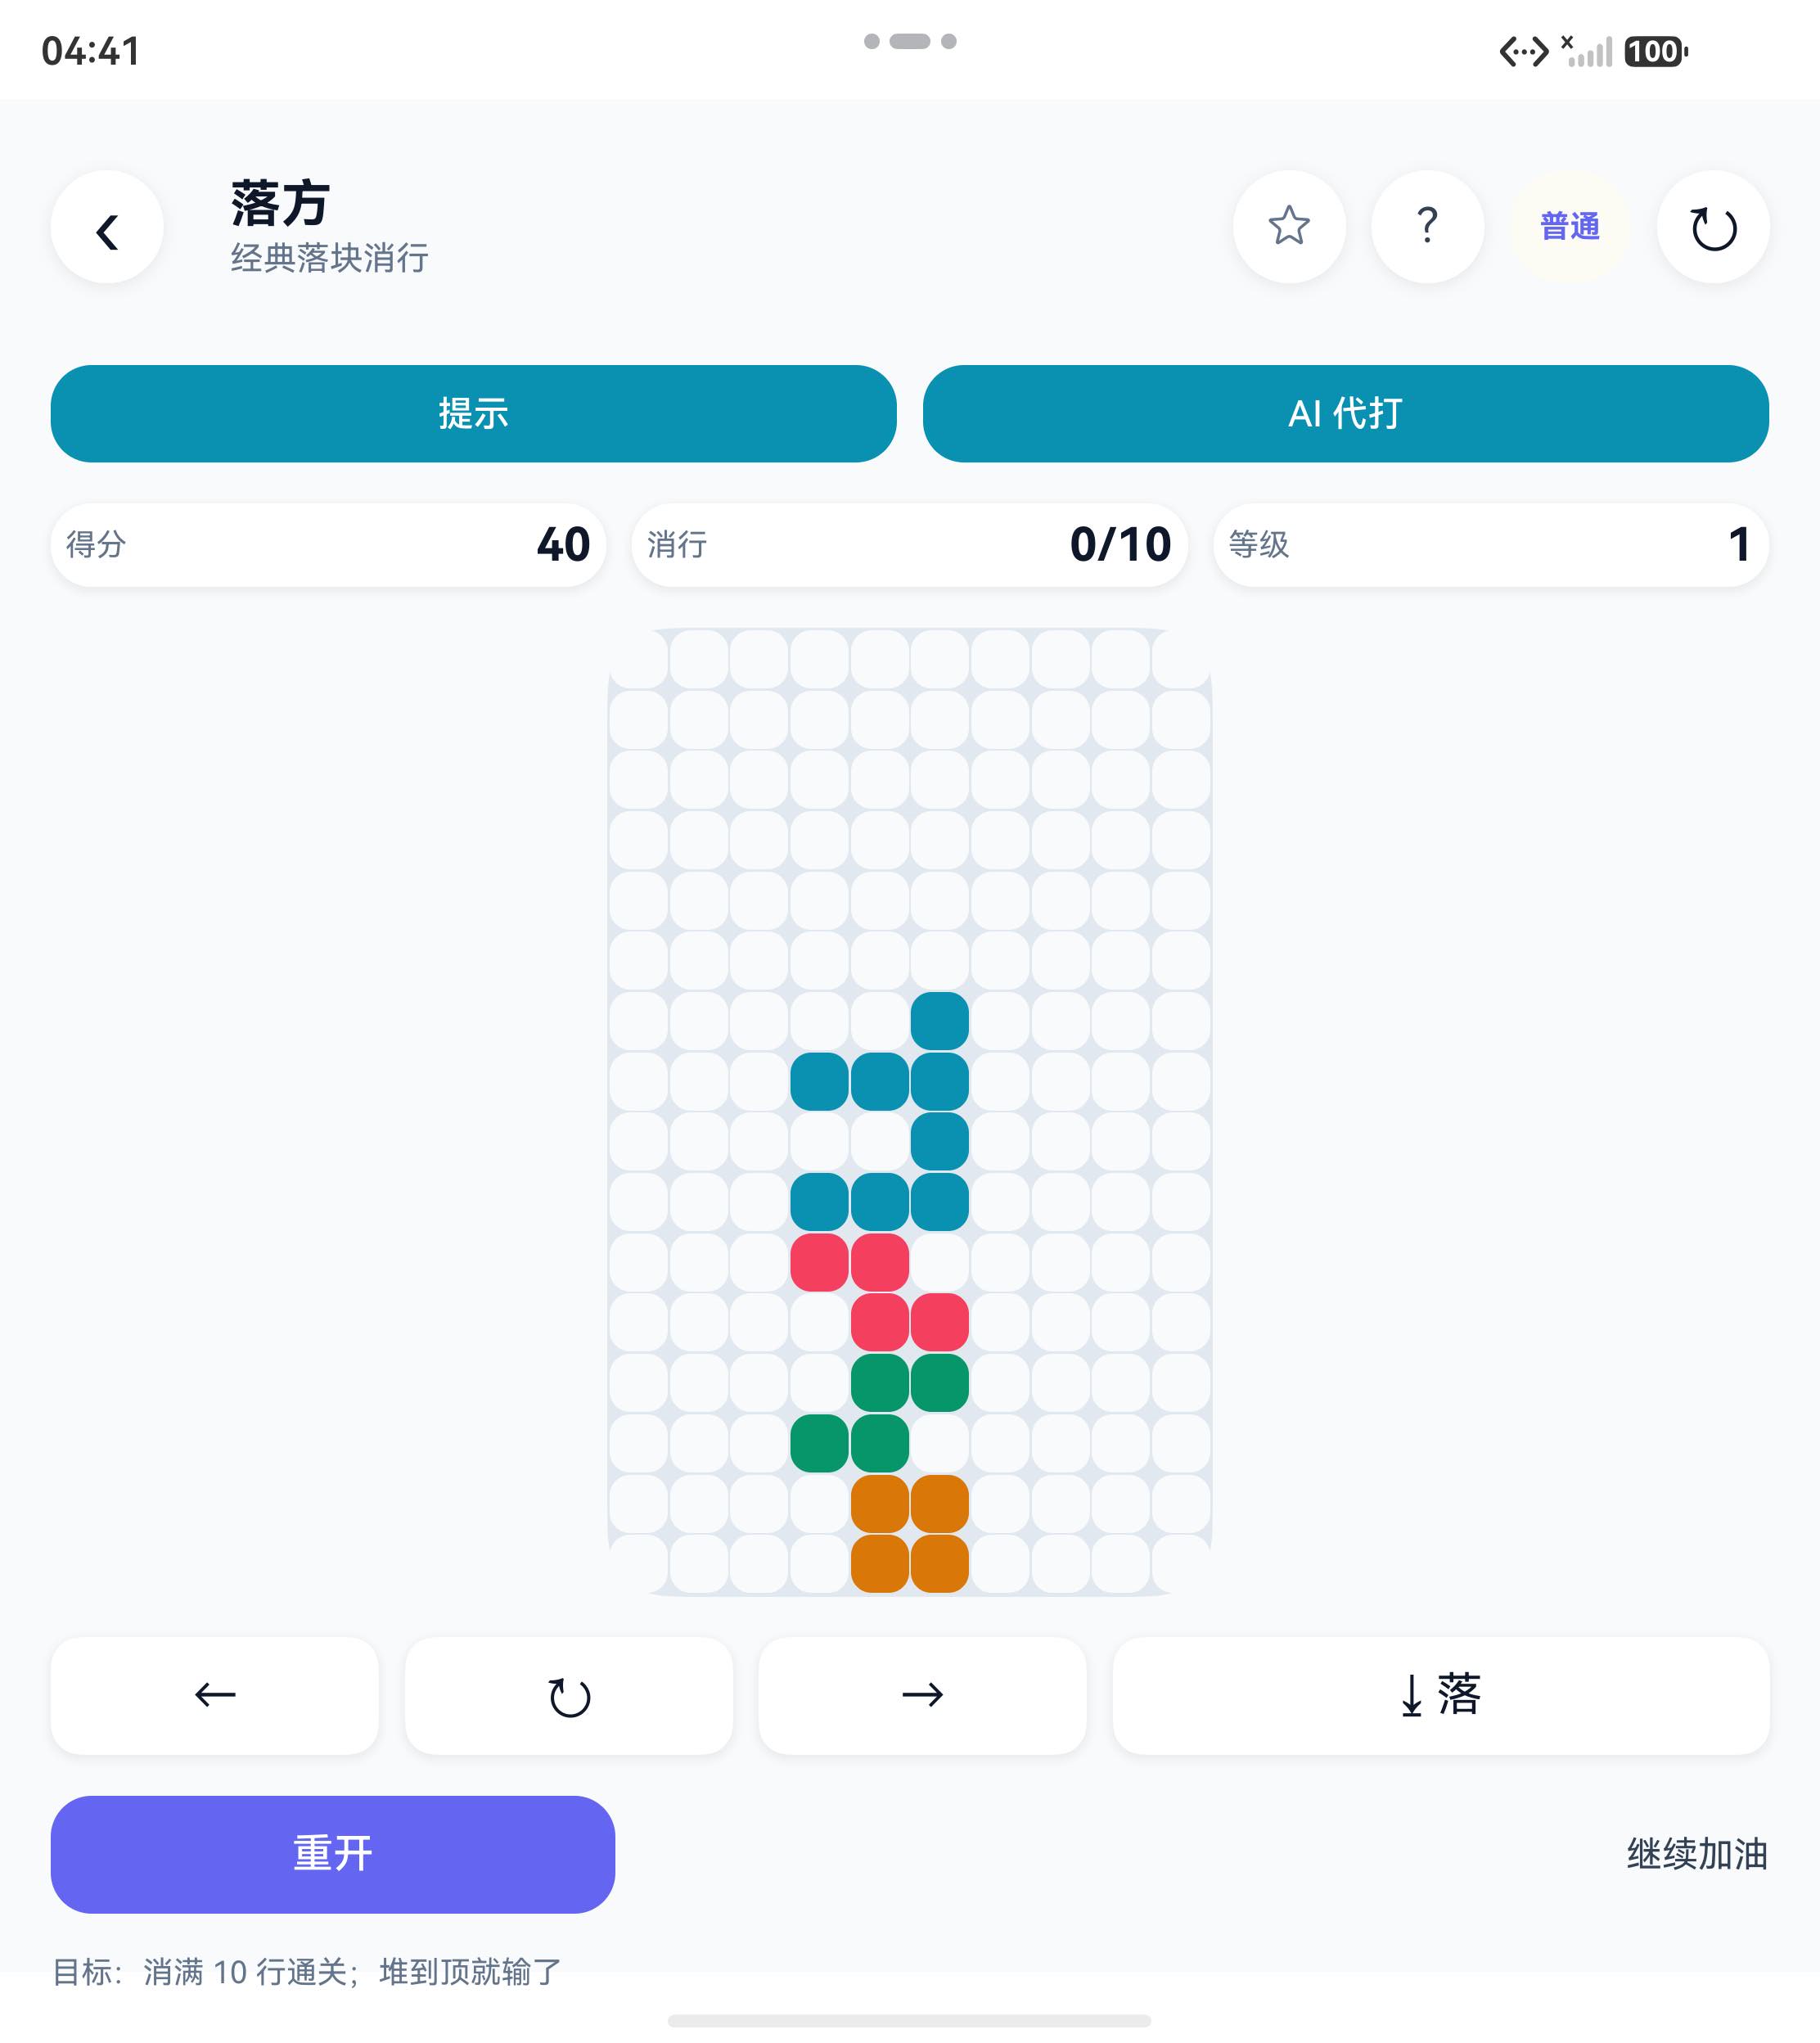 04:41
100
落方
经典落块消行
?
普通
提示
AI 代打
得分 40
消行 0/10
等级 1
← ↻ → ⤓ 落
重开
继续加油
目标：消满 10 行通关；堆到顶就输了